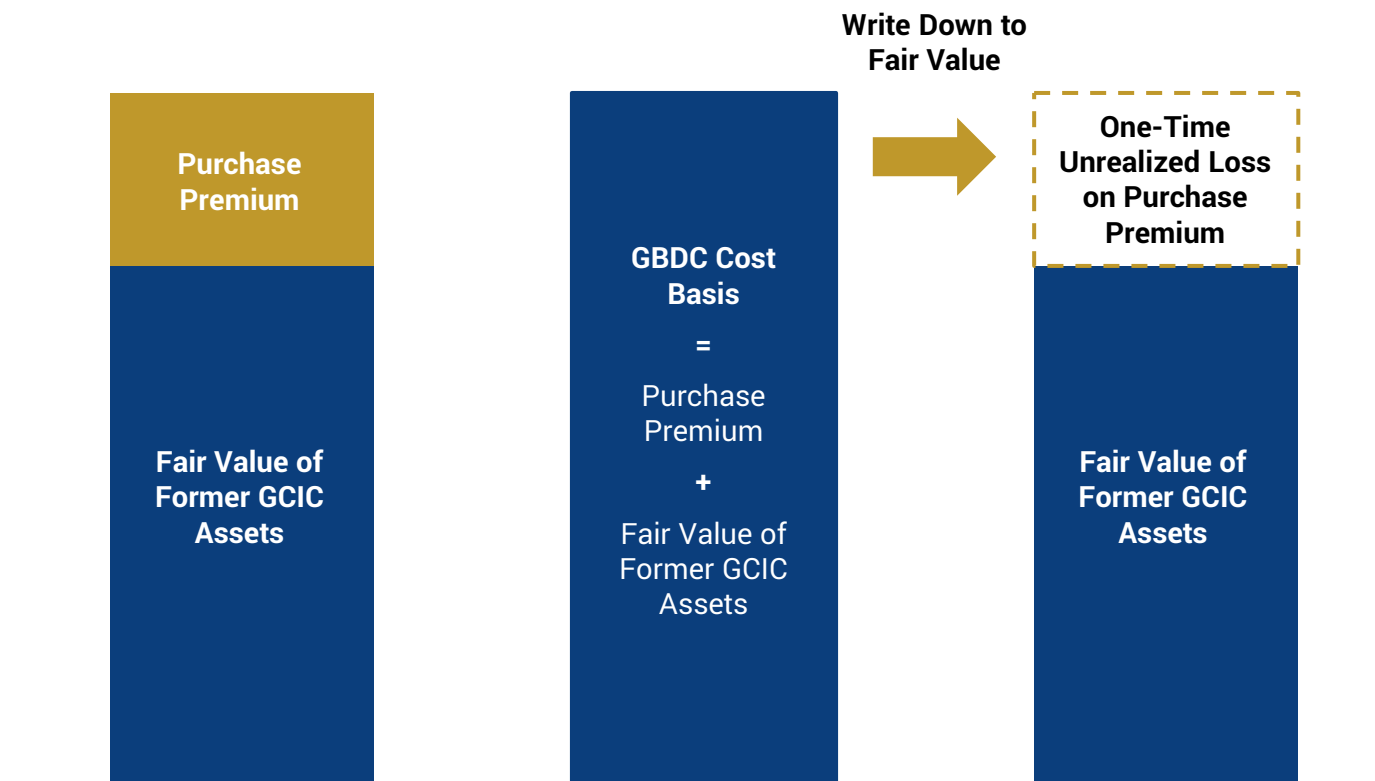 Write Down to
Fair Value
Purchase
Premium
Fair Value of
Former GCIC
Assets
GBDC Cost
Basis
=
Purchase
Premium
+
Fair Value of
Former GCIC
Assets
One-Time
Unrealized Loss
on Purchase
Premium
Fair Value of
Former GCIC
Assets